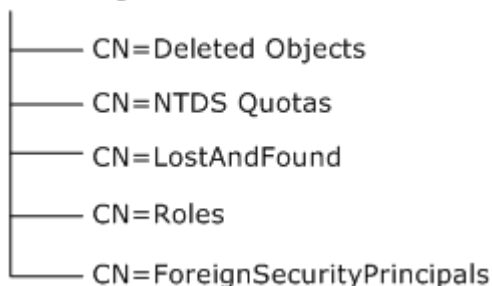 CN=Deleted Objects
CN=NTDS Quotas
CN=LostAndFound
CN=Roles
CN=ForeignSecurityPrincipals